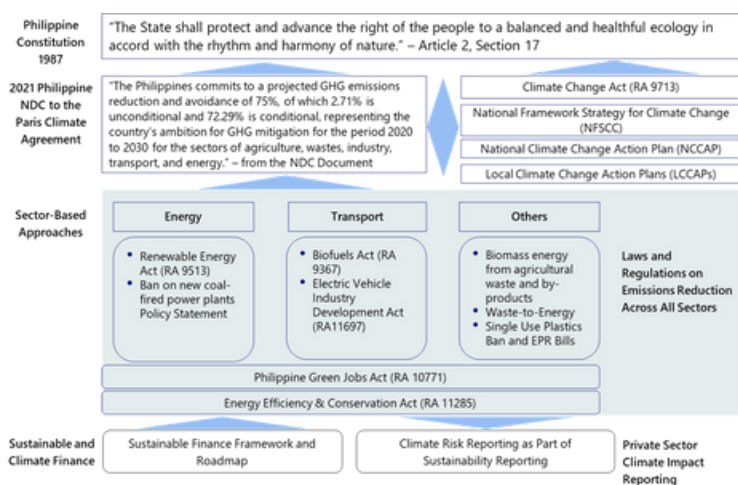 Philippine
Constitution
1987
“The State shall protect and advance the right of the people to a balanced and healthful ecology in
accord with the rhythm and harmony of nature.” – Article 2, Section 17
2021 Philippine
NDC to the
Paris Climate
Agreement
“The Philippines commits to a projected GHG emissions
reduction and avoidance of 75%, of which 2.71% is
unconditional and 72.29% is conditional, representing the
country’s ambition for GHG mitigation for the period 2020
to 2030 for the sectors of agriculture, wastes, industry,
transport, and energy.” – from the NDC Document
Climate Change Act (RA 9713)
National Framework Strategy for Climate Change
(NFSCC)
National Climate Change Action Plan (NCCAP)
Local Climate Change Action Plans (LCCAPs)
Sector-Based
Approaches
Energy
• Renewable Energy
Act (RA 9513)
• Ban on new coal-
fired power plants
Policy Statement
Transport
• Biofuels Act (RA
9367)
• Electric Vehicle
Industry
Development Act
(RA11697)
Others
• Biomass energy
from agricultural
waste and by-
products
• Waste-to-Energy
• Single Use Plastics
Ban and EPR Bills
Laws and
Regulations on
Emissions Reduction
Across All Sectors
Philippine Green Jobs Act (RA 10771)
Energy Efficiency & Conservation Act (RA 11285)
Sustainable and
Climate Finance
Sustainable Finance Framework and
Roadmap
Climate Risk Reporting as Part of
Sustainability Reporting
Private Sector
Climate Impact
Reporting